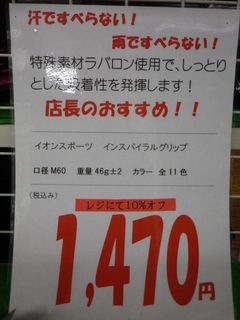 汗ですべらない！
雨ですべらない！
特殊素材ラバロン使用で、しっとり
とした吸着性を発揮します！
店長のおすすめ！！
イオンスポーツ　インスパイラルグリップ
口径M60　重量46g±2　カラー　全11色
（税込み）
レジにて10%オフ
1,470円